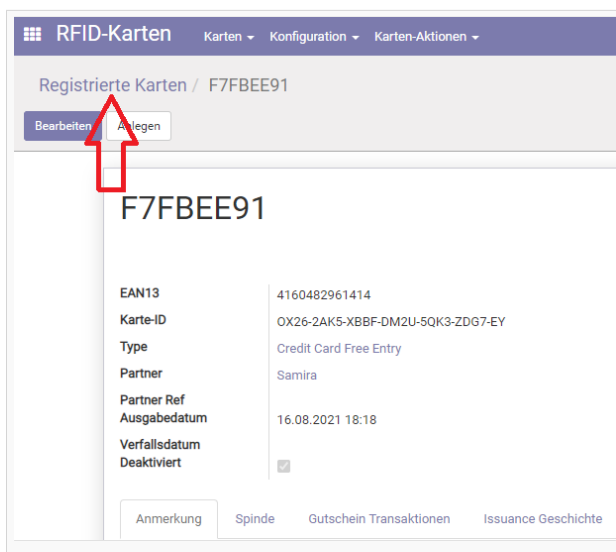 RFID-Karten Karten Konfiguration Karten-Aktionen
Registrierte Karten / F7FBEE91
Bearbeiten Anlegen
F7FBEE91
EAN13 4160482961414
Karte-ID OX26-2AK5-XBBF-DM2U-5QK3-ZDG7-EY
Type Credit Card Free Entry
Partner Samira
Partner Ref
Ausgabedatum 16.08.2021 18:18
Verfallsdatum
Deaktiviert
Anmerkung Spinde Gutschein Transaktionen Issuance Geschichte